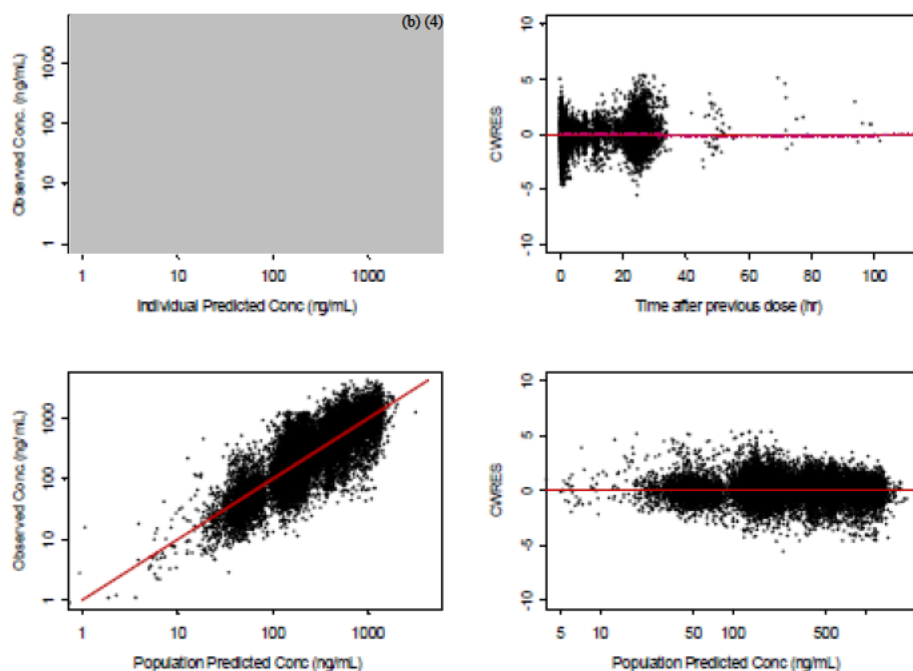 (b) (4)
Observed Conc. (ng/mL)
1000
100
10
1
1 10 100 1000
Individual Predicted Conc (ng/mL)
CWRES
10
5
0
-5
-10
0 20 40 60 80 100
Time after previous dose (hr)
Observed Conc (ng/mL)
1000
100
10
1
1 10 100 1000
Population Predicted Conc (ng/mL)
CWRES
10
5
0
-5
-10
5 10 50 100 500
Population Predicted Conc (ng/mL)